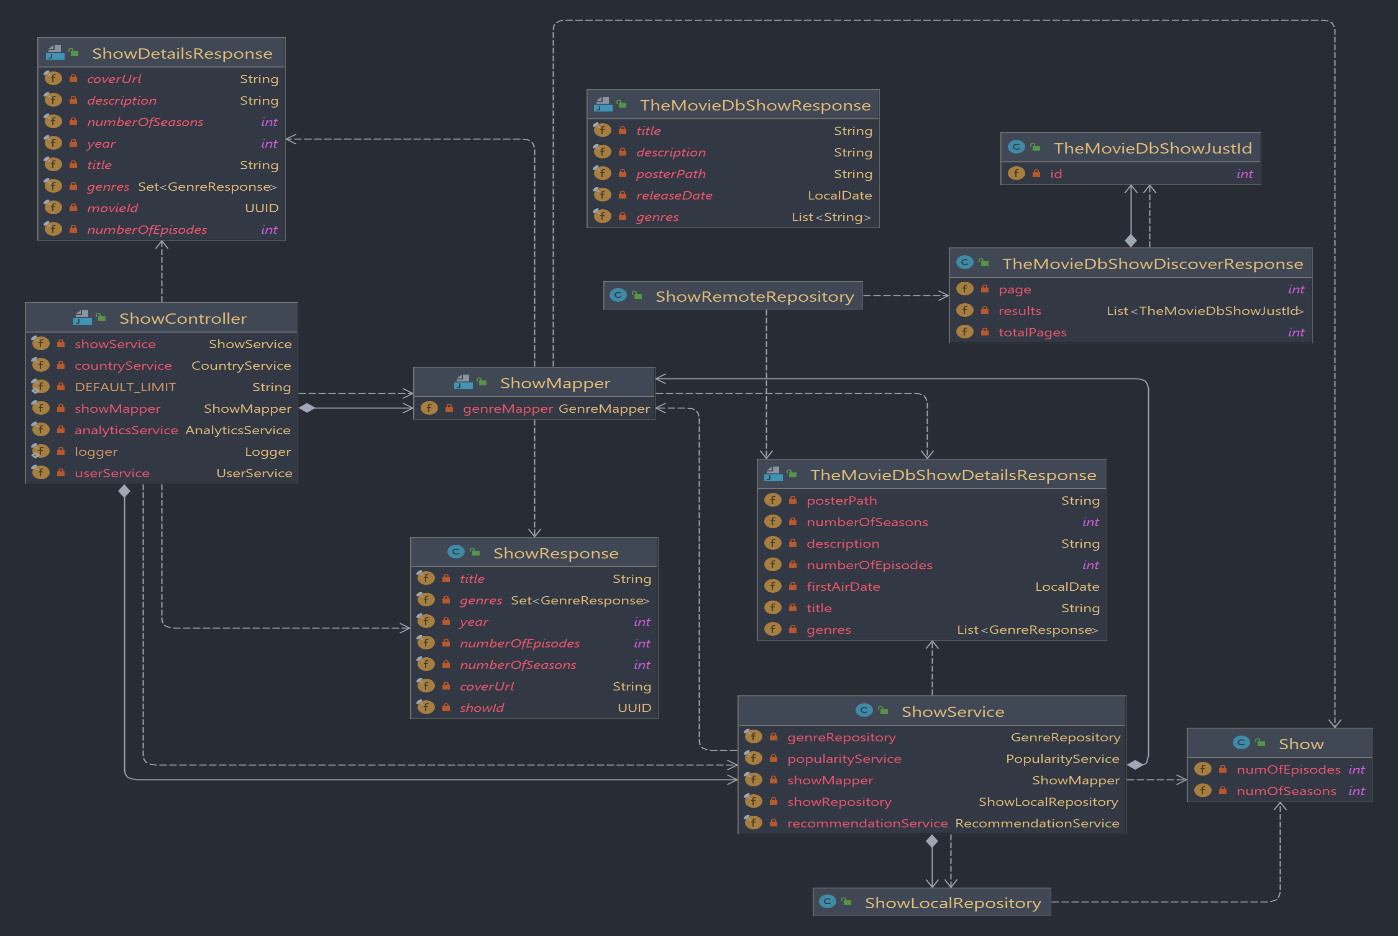 ShowDetailsResponse
coverUrl String
description String
numberOfSeasons int
year int
title String
genres Set<GenreResponse>
movieId UUID
numberOfEpisodes int
TheMovieDbShowResponse
title String
description String
posterPath String
releaseDate LocalDate
genres List<String>
TheMovieDbShowJustId
id int
TheMovieDbShowDiscoverResponse
page int
results List<TheMovieDbShowJustId>
totalPages int
ShowRemoteRepository
ShowController
showService ShowService
countryService CountryService
DEFAULT_LIMIT String
showMapper ShowMapper
analyticsService AnalyticsService
logger Logger
userService UserService
ShowMapper
genreMapper GenreMapper
TheMovieDbShowDetailsResponse
posterPath String
numberOfSeasons int
description String
numberOfEpisodes int
firstAirDate LocalDate
title String
genres List<GenreResponse>
ShowResponse
title String
genres Set<GenreResponse>
year int
numberOfEpisodes int
numberOfSeasons int
coverUrl String
showId UUID
ShowService
genreRepository GenreRepository
popularityService PopularityService
showMapper ShowMapper
showRepository ShowLocalRepository
recommendationService RecommendationService
Show
numOfEpisodes int
numOfSeasons int
ShowLocalRepository